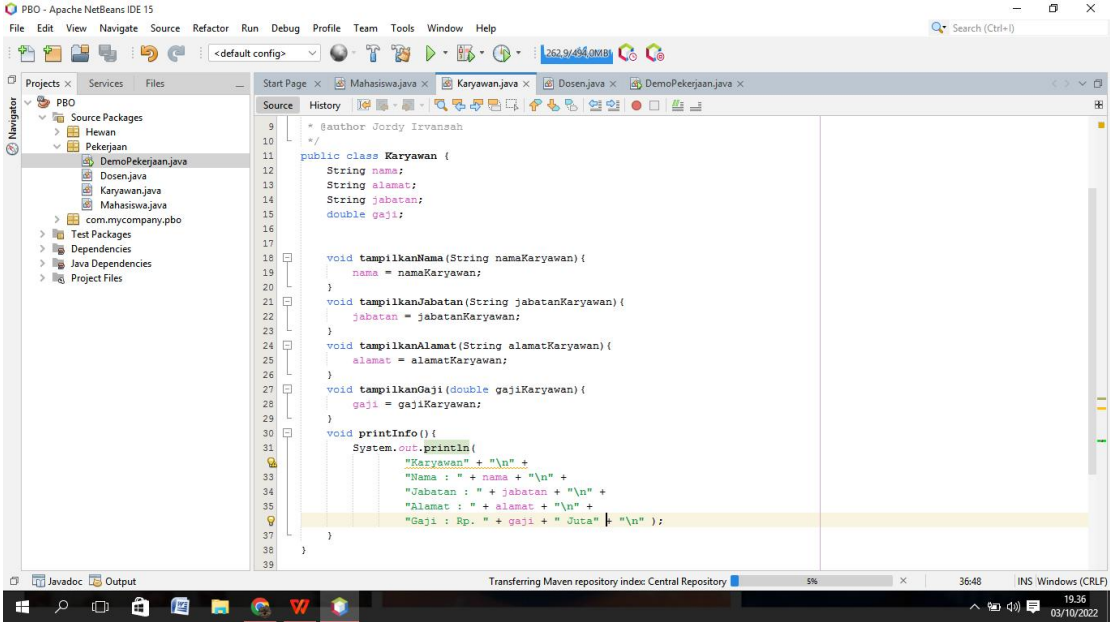 PBO - Apache NetBeans IDE 15
File Edit View Navigate Source Refactor Run Debug Profile Team Tools Window Help
Search (Ctrl+I)
<default config>
262,9/494,0MB
Projects Services Files
Start Page Mahasiswa.java Karyawan.java Dosen.java DemoPekerjaan.java
Navigator
Source History
PBO
Source Packages
Hewan
Pekerjaan
DemoPekerjaan.java
Dosen.java
Karyawan.java
Mahasiswa.java
com.mycompany.pbo
Test Packages
Dependencies
Java Dependencies
Project Files
9 * @author Jordy Irvansah
10 */
11 public class Karyawan {
12 String nama;
13 String alamat;
14 String jabatan;
15 double gaji;
16
17
18 void tampilkanNama(String namaKaryawan){
19 nama = namaKaryawan;
20 }
21 void tampilkanJabatan(String jabatanKaryawan){
22 jabatan = jabatanKaryawan;
23 }
24 void tampilkanAlamat(String alamatKaryawan){
25 alamat = alamatKaryawan;
26 }
27 void tampilkanGaji(double gajiKaryawan){
28 gaji = gajiKaryawan;
29 }
30 void printInfo(){
31 System.out.println(
"Karyawan" + "\n" +
33 "Nama : " + nama + "\n" +
34 "Jabatan : " + jabatan + "\n" +
35 "Alamat : " + alamat + "\n" +
"Gaji : Rp. " + gaji + " Juta" + "\n" );
37 }
38 }
39
Javadoc Output
Transferring Maven repository index: Central Repository 5% 36:48 INS Windows (CRLF)
19.36
03/10/2022